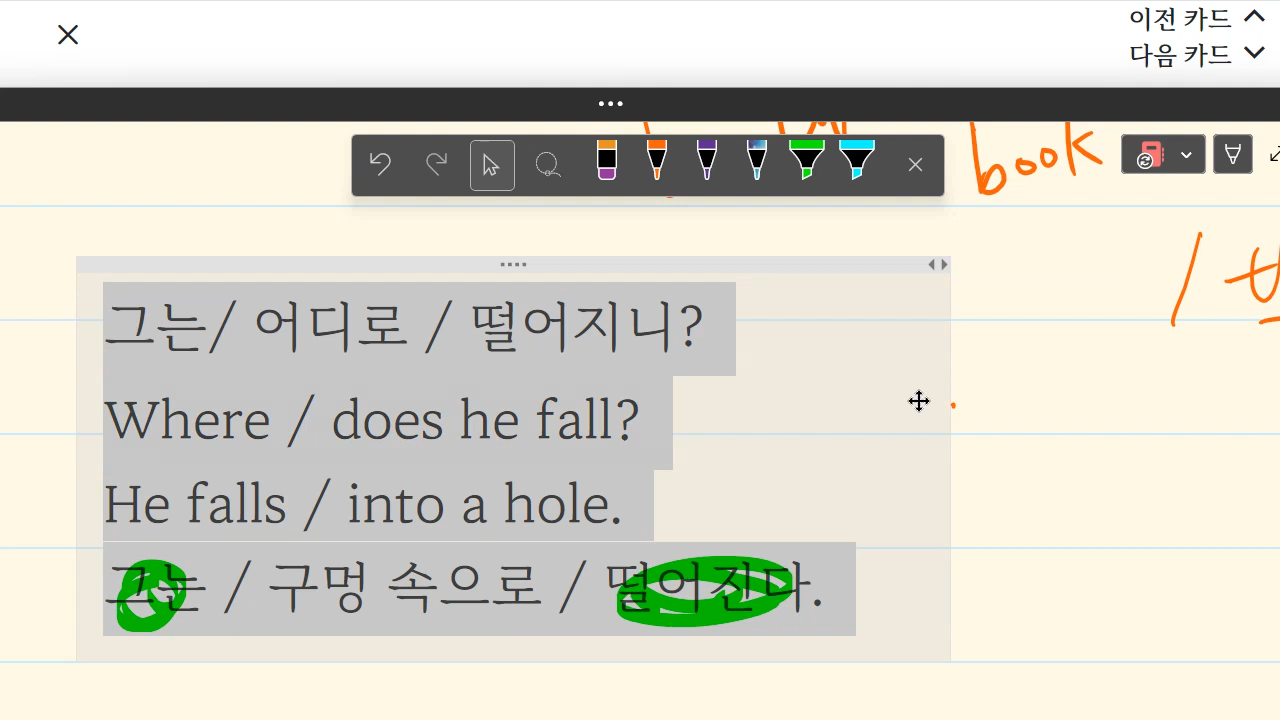 이전 카드
다음 카드
book
그는/ 어디로 / 떨어지니?
Where / does he fall?
He falls / into a hole.
그는 / 구멍 속으로 / 떨어진다.